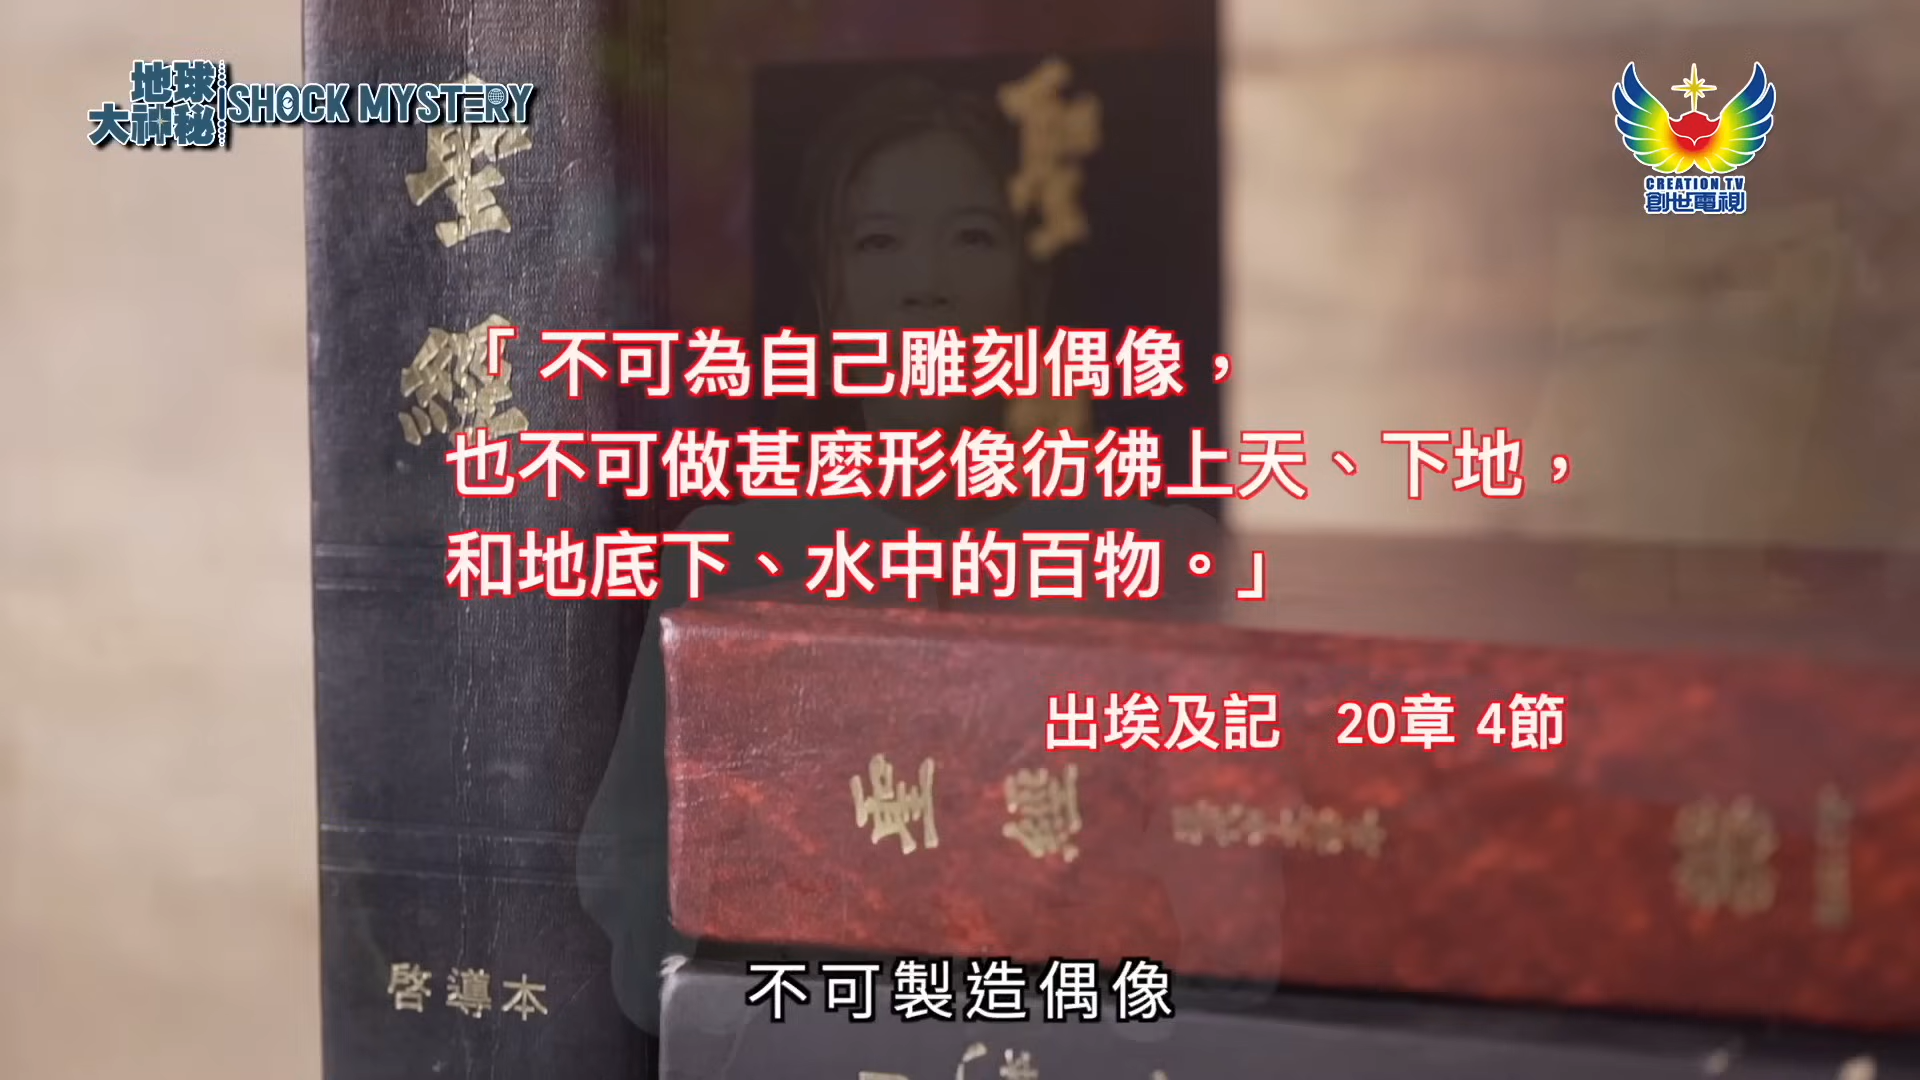 地球
大神秘
iSHOCK MYSTERY
CREATION TV
創世電視
聖經
啓導本
「 不可為自己雕刻偶像，
也不可做甚麼形像彷彿上天、下地，
和地底下、水中的百物。」
出埃及記 20章 4節
聖經
不可製造偶像